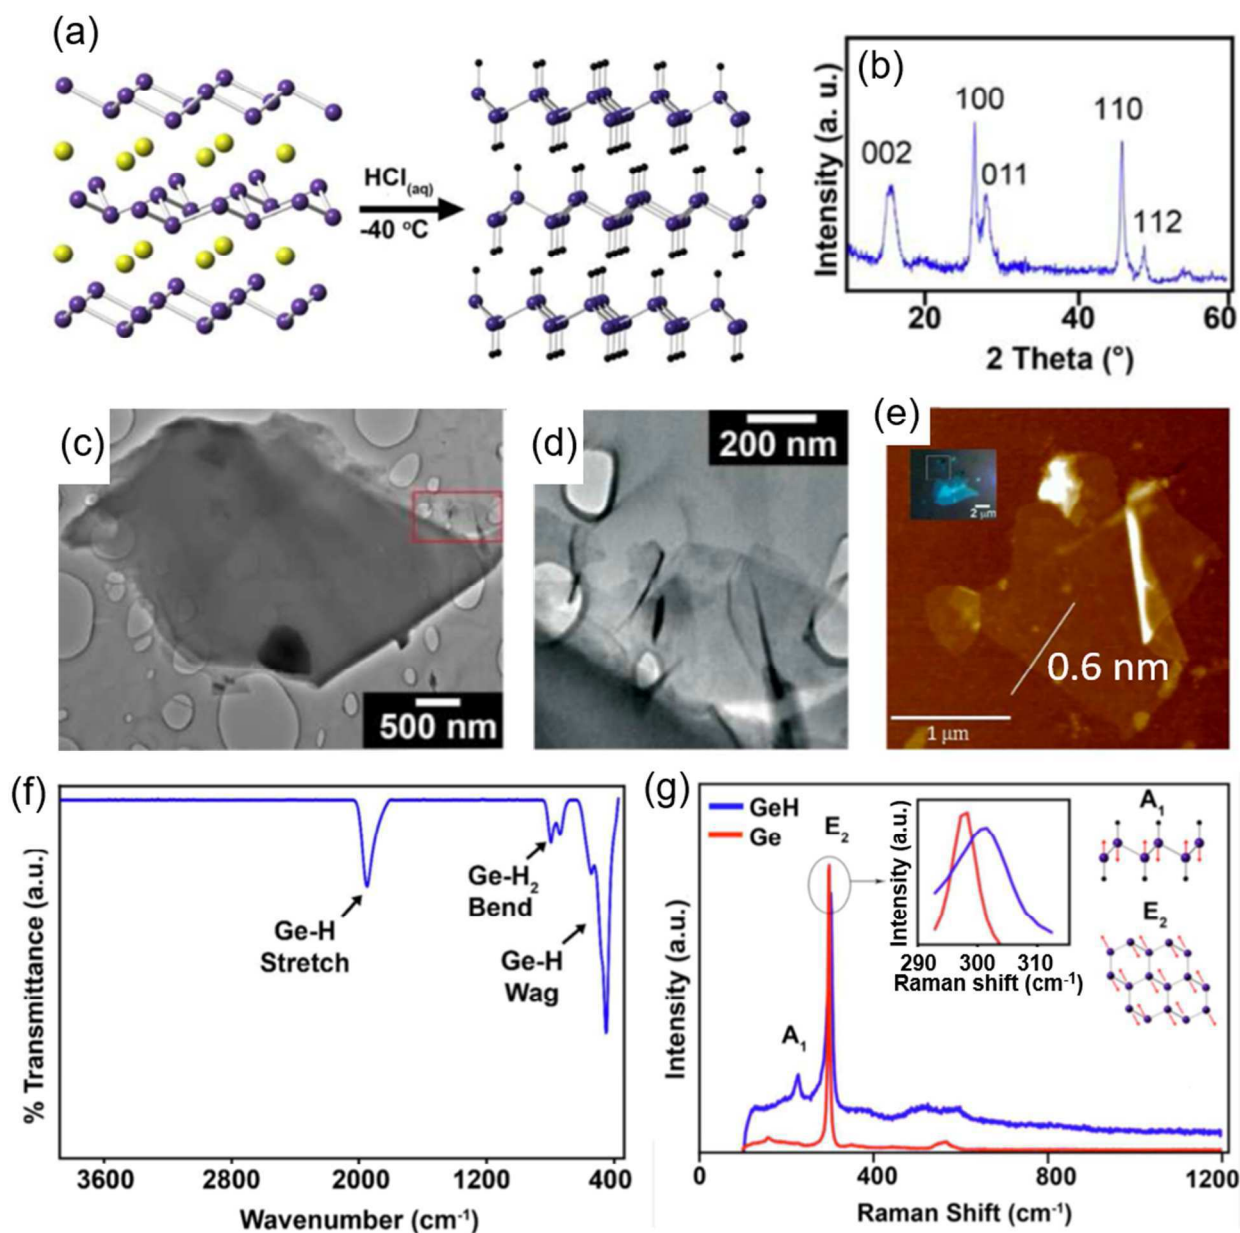 (a)
HCl(aq)
-40 °C
(b)
Intensity (a. u.)
002
100
011
110
112
20
40
60
2 Theta (°)
(c)
500 nm
(d)
200 nm
(e)
2 μm
0.6 nm
1 μm
(f)
% Transmittance (a.u.)
Ge-H
Stretch
Ge-H2
Bend
Ge-H
Wag
3600
2800
2000
1200
400
Wavenumber (cm-1)
(g)
GeH
Ge
E2
A1
Intensity (a.u.)
Intensity (a.u.)
290
300
310
Raman shift (cm-1)
A1
E2
0
400
800
1200
Raman Shift (cm-1)